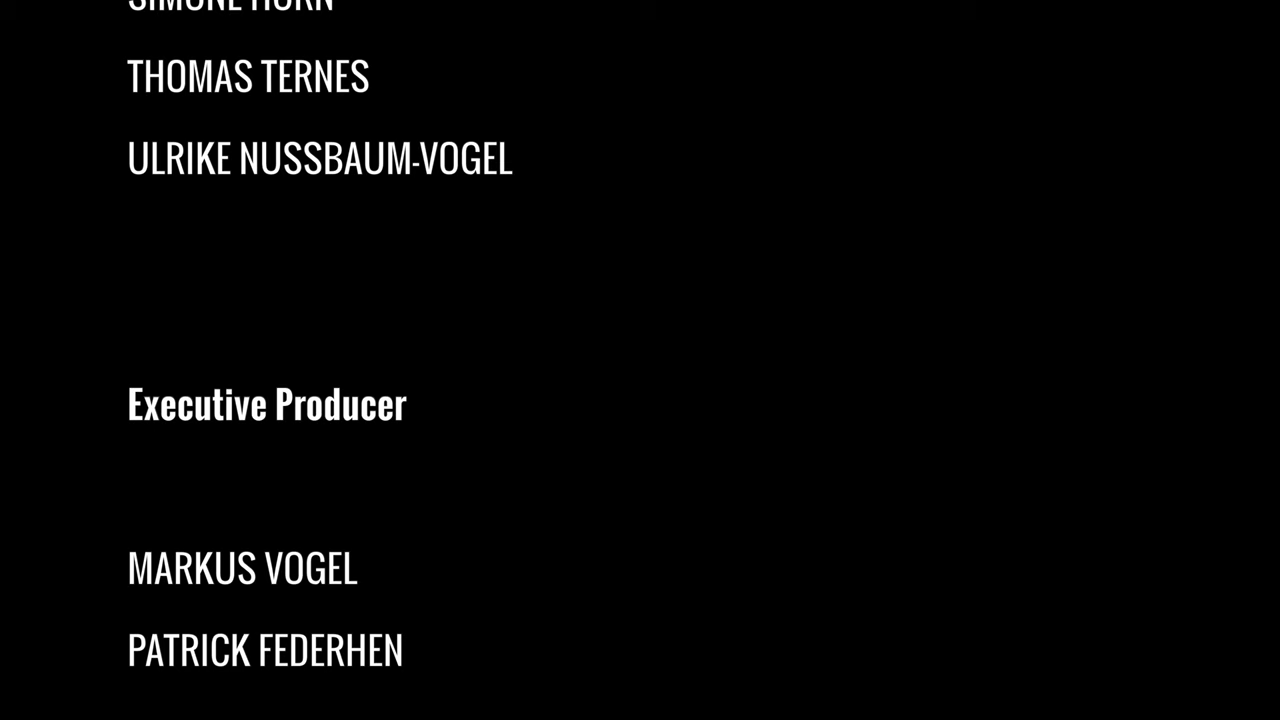 SIMONE HORN
THOMAS TERNES
ULRIKE NUSSBAUM-VOGEL
Executive Producer
MARKUS VOGEL
PATRICK FEDERHEN